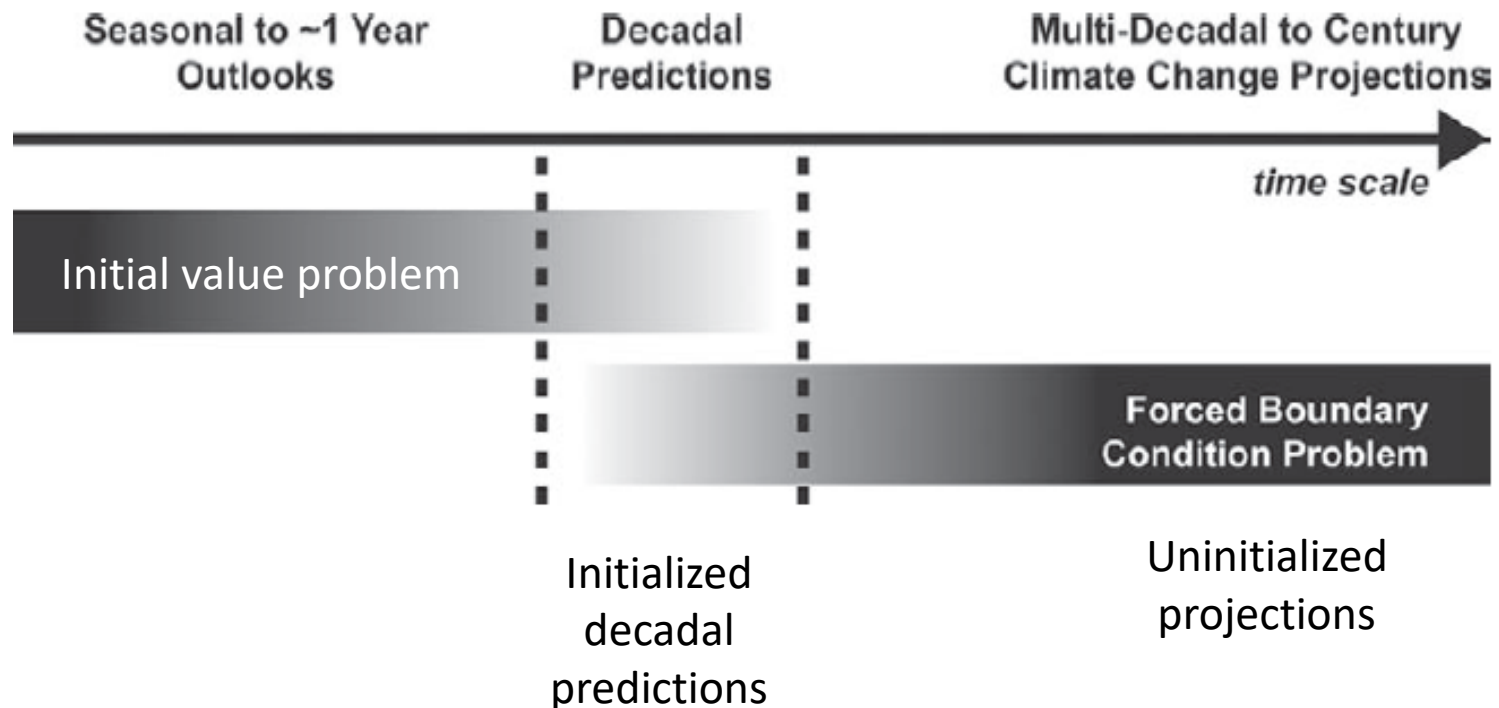 Seasonal to ~1 Year
Outlooks
Decadal
Predictions
Multi-Decadal to Century
Climate Change Projections
time scale
Initial value problem
Forced Boundary
Condition Problem
Initialized
decadal
predictions
Uninitialized
projections